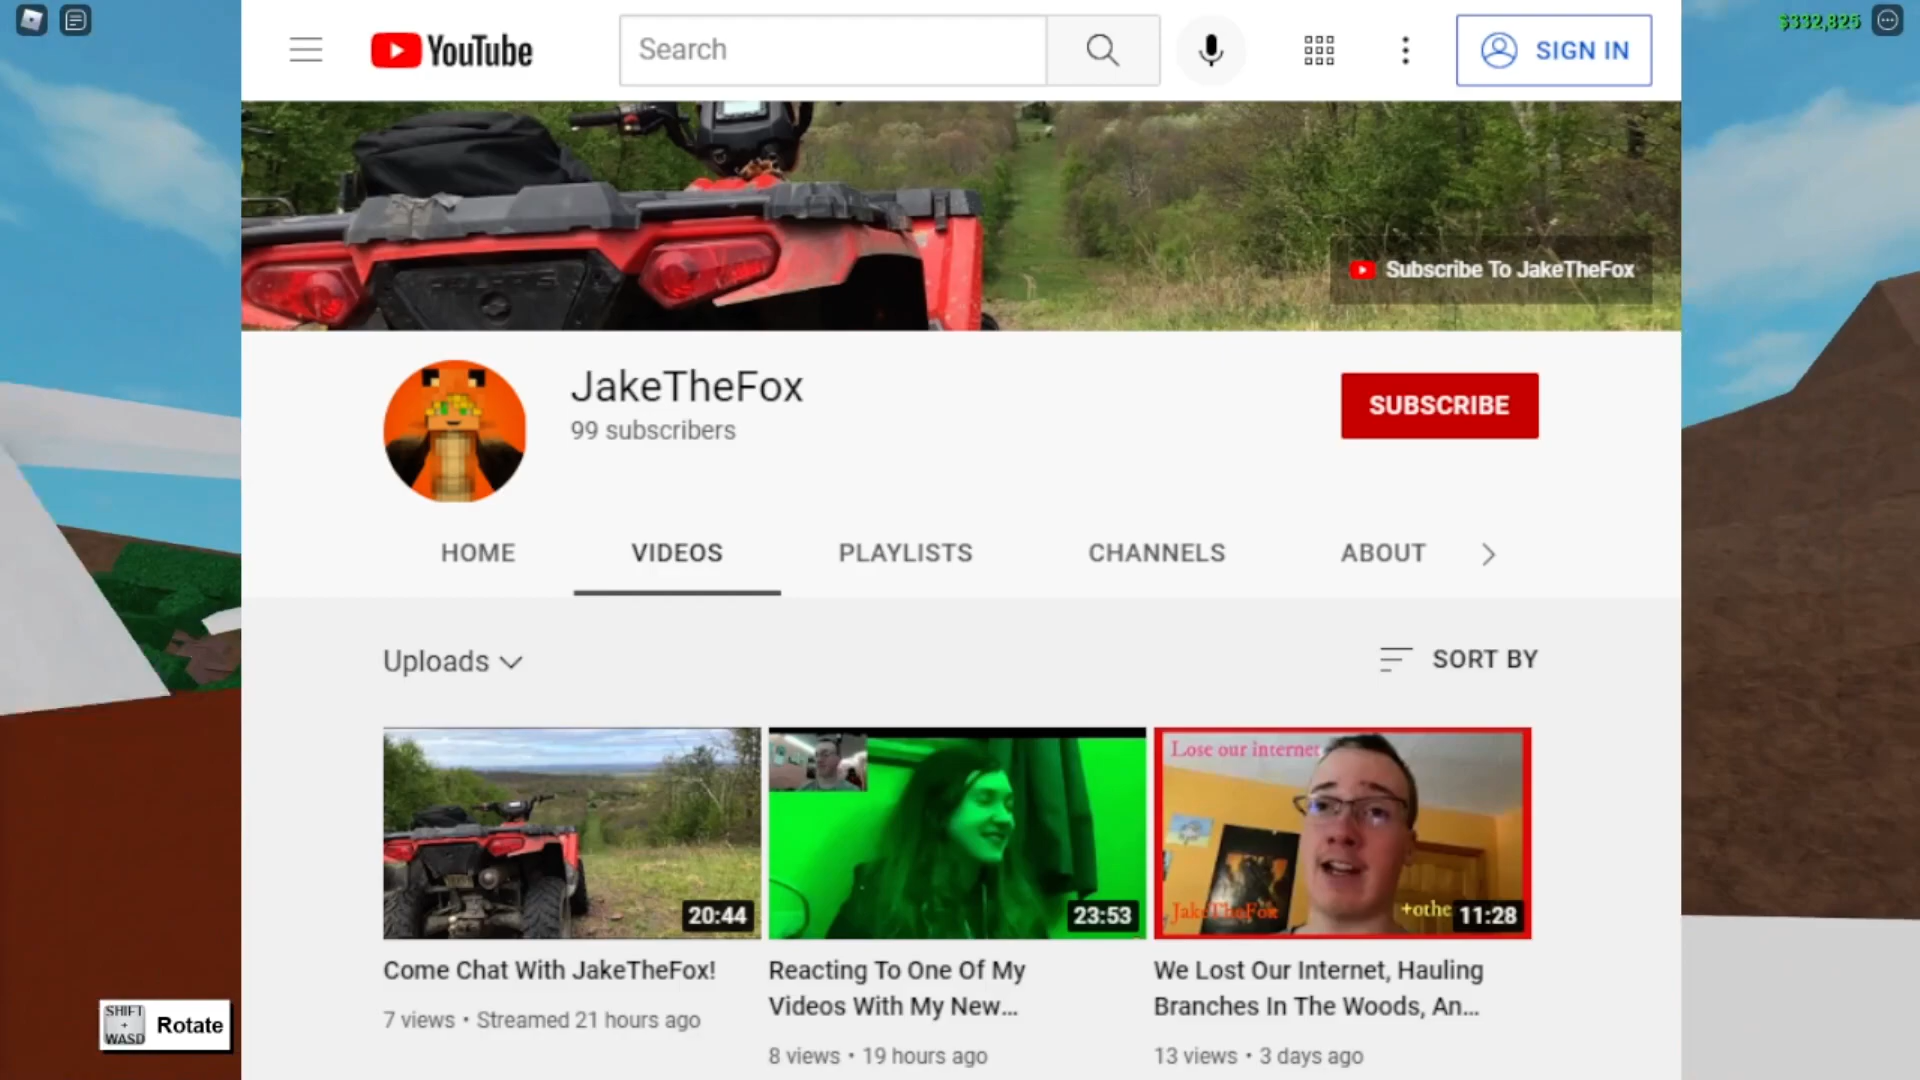 $332,825
YouTube
Search
SIGN IN
Subscribe To JakeTheFox
JakeTheFox
99 subscribers
SUBSCRIBE
HOME
VIDEOS
PLAYLISTS
CHANNELS
ABOUT
Uploads
SORT BY
20:44
23:53
Lose our internet
JakeTheFox
+othe
11:28
Come Chat With JakeTheFox!
7 views • Streamed 21 hours ago
Reacting To One Of My
Videos With My New...
8 views • 19 hours ago
We Lost Our Internet, Hauling
Branches In The Woods, An...
13 views • 3 days ago
SHIFT
+
WASD
Rotate